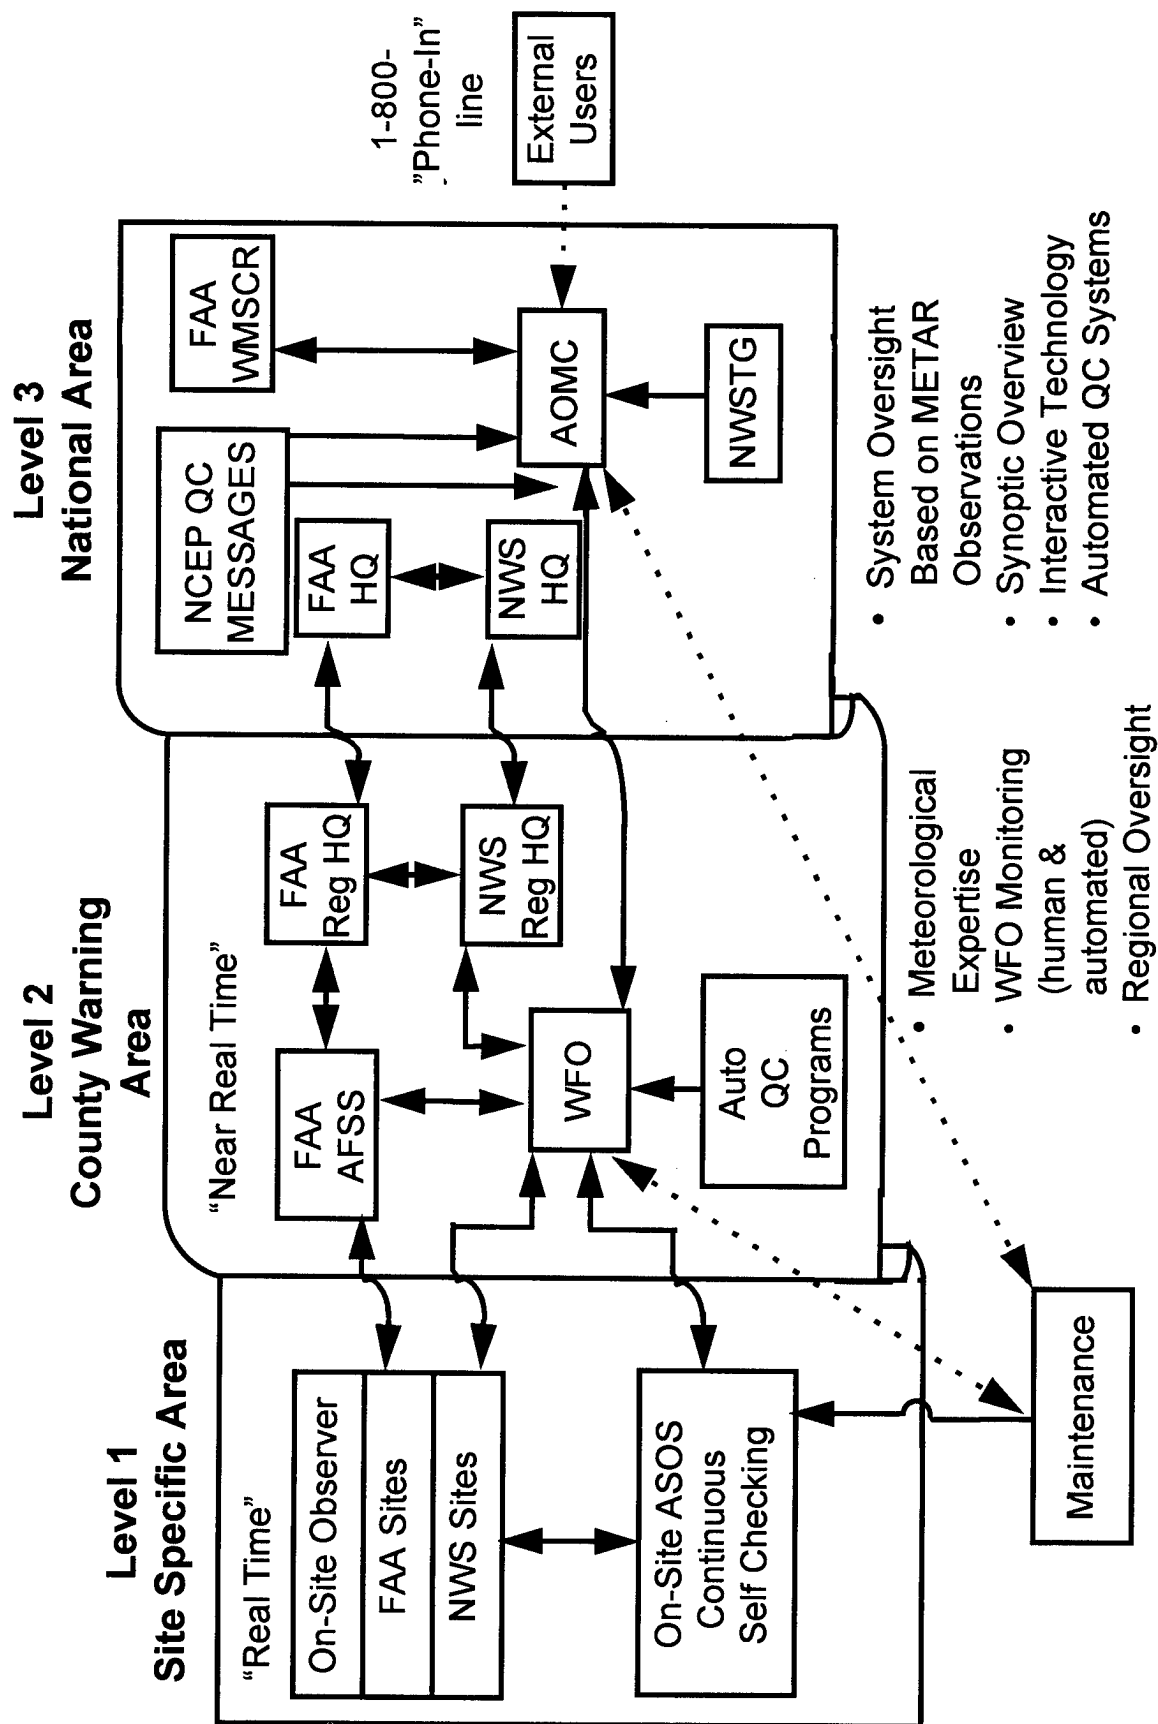 Level 1
Site Specific Area
“Real Time”
On-Site Observer
FAA Sites
NWS Sites
On-Site ASOS
Continuous
Self Checking
Maintenance
Level 2
County Warning
Area
“Near Real Time”
FAA
AFSS
FAA
Reg HQ
NWS
Reg HQ
WFO
Auto
QC
Programs
• Meteorological
Expertise
• WFO Monitoring
(human &
automated)
• Regional Oversight
Level 3
National Area
NCEP QC
MESSAGES
FAA
WMSCR
FAA
HQ
NWS
HQ
AOMC
NWSTG
1-800-
”Phone-In”
line
External
Users
• System Oversight
Based on METAR
Observations
• Synoptic Overview
• Interactive Technology
• Automated QC Systems